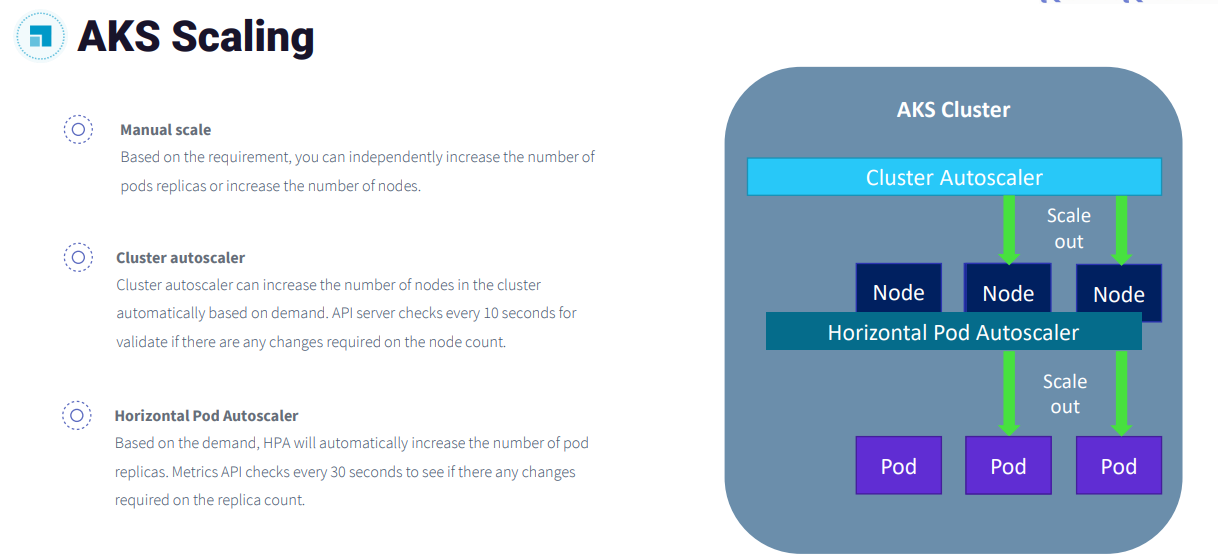 AKS Scaling
Manual scale
Based on the requirement, you can independently increase the number of
pods replicas or increase the number of nodes.
Cluster autoscaler
Cluster autoscaler can increase the number of nodes in the cluster
automatically based on demand. API server checks every 10 seconds for
validate if there are any changes required on the node count.
Horizontal Pod Autoscaler
Based on the demand, HPA will automatically increase the number of pod
replicas. Metrics API checks every 30 seconds to see if there any changes
required on the replica count.
AKS Cluster
Cluster Autoscaler
Scale
out
Node
Node
Node
Horizontal Pod Autoscaler
Scale
out
Pod
Pod
Pod